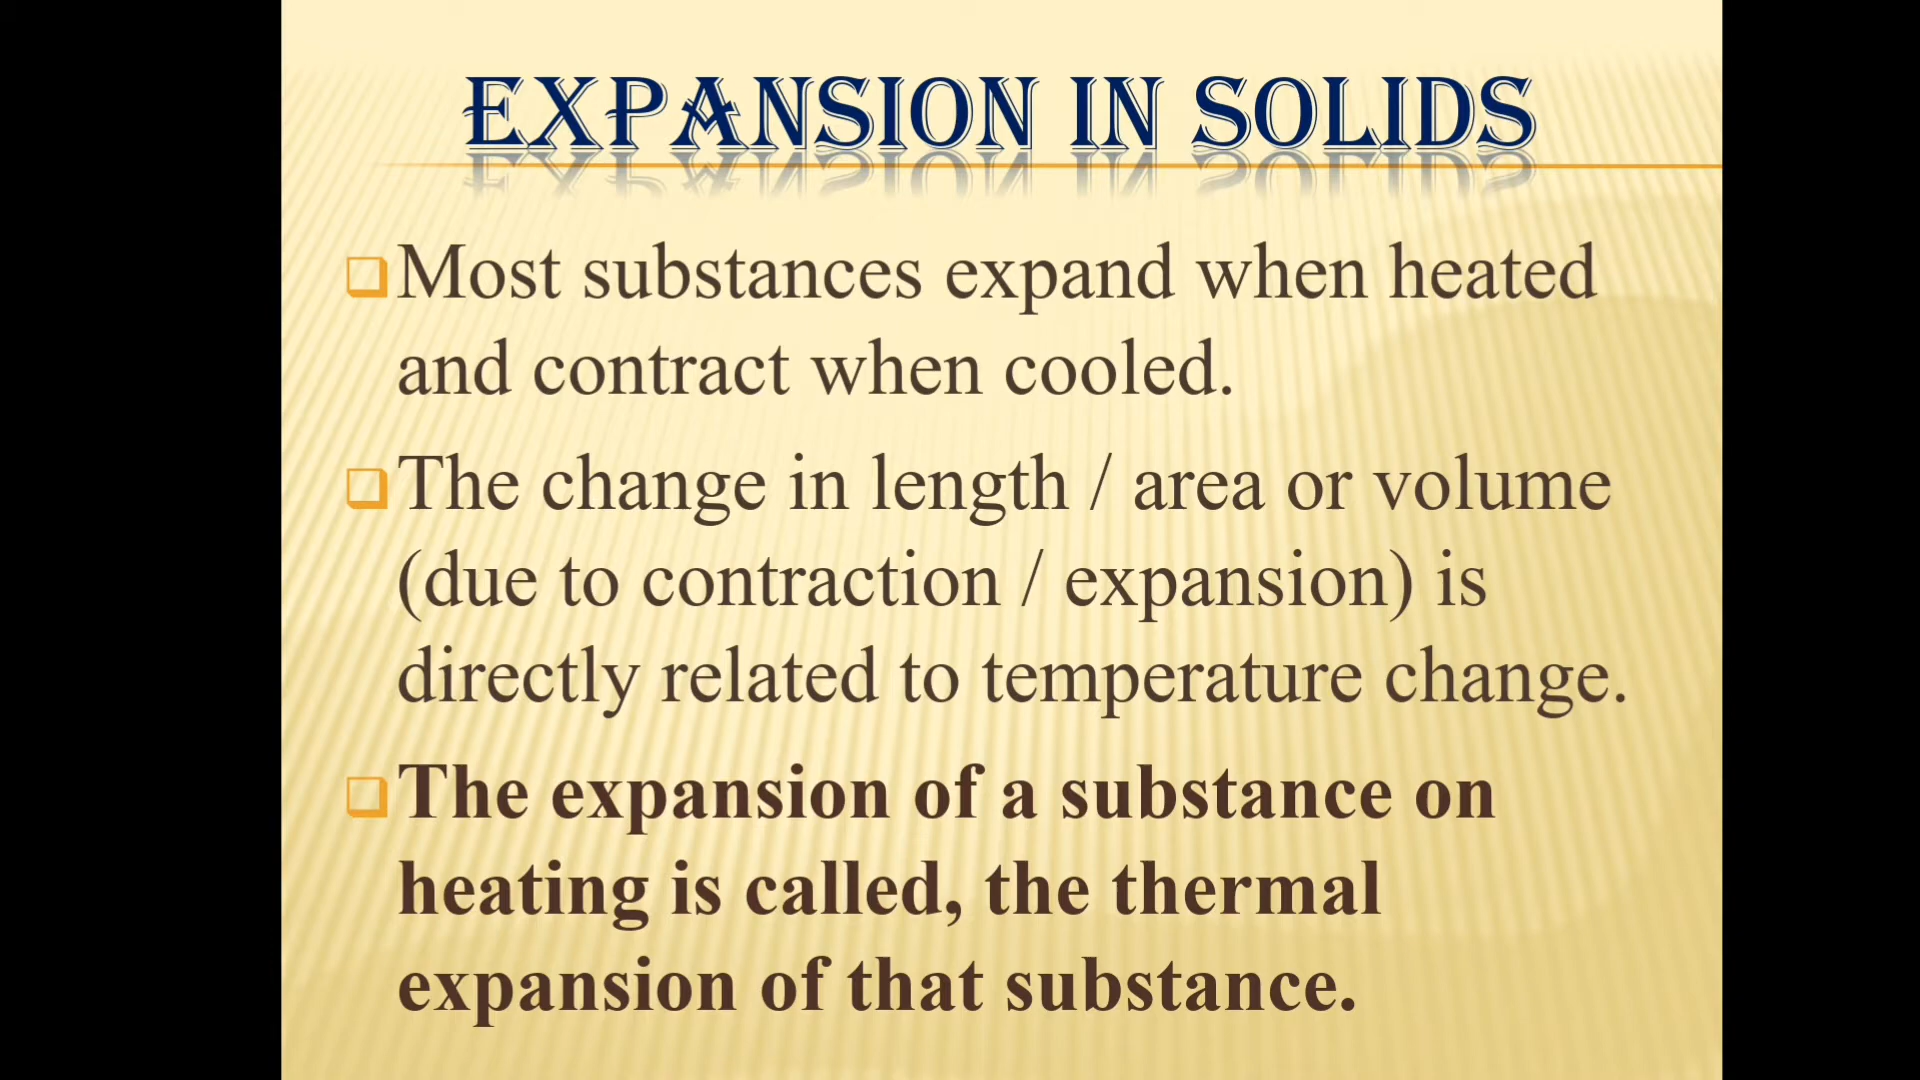 EXPANSION IN SOLIDS
Most substances expand when heated
and contract when cooled.
The change in length / area or volume
(due to contraction / expansion) is
directly related to temperature change.
The expansion of a substance on
heating is called, the thermal
expansion of that substance.